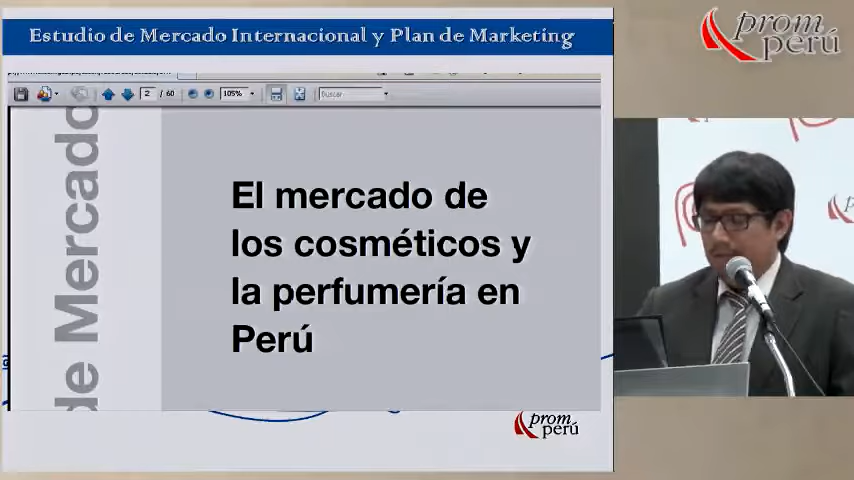 Estudio de Mercado Internacional y Plan de Marketing
prom
perú
2 / 60
105%
Buscar
de Mercado
El mercado de
los cosméticos y
la perfumería en
Perú
prom
perú